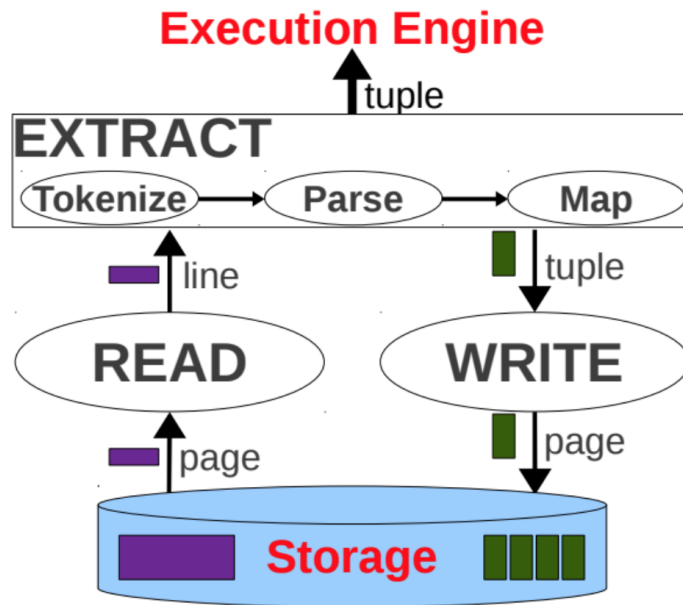 Execution Engine
tuple
EXTRACT
Tokenize Parse Map
line tuple
READ WRITE
page page
Storage